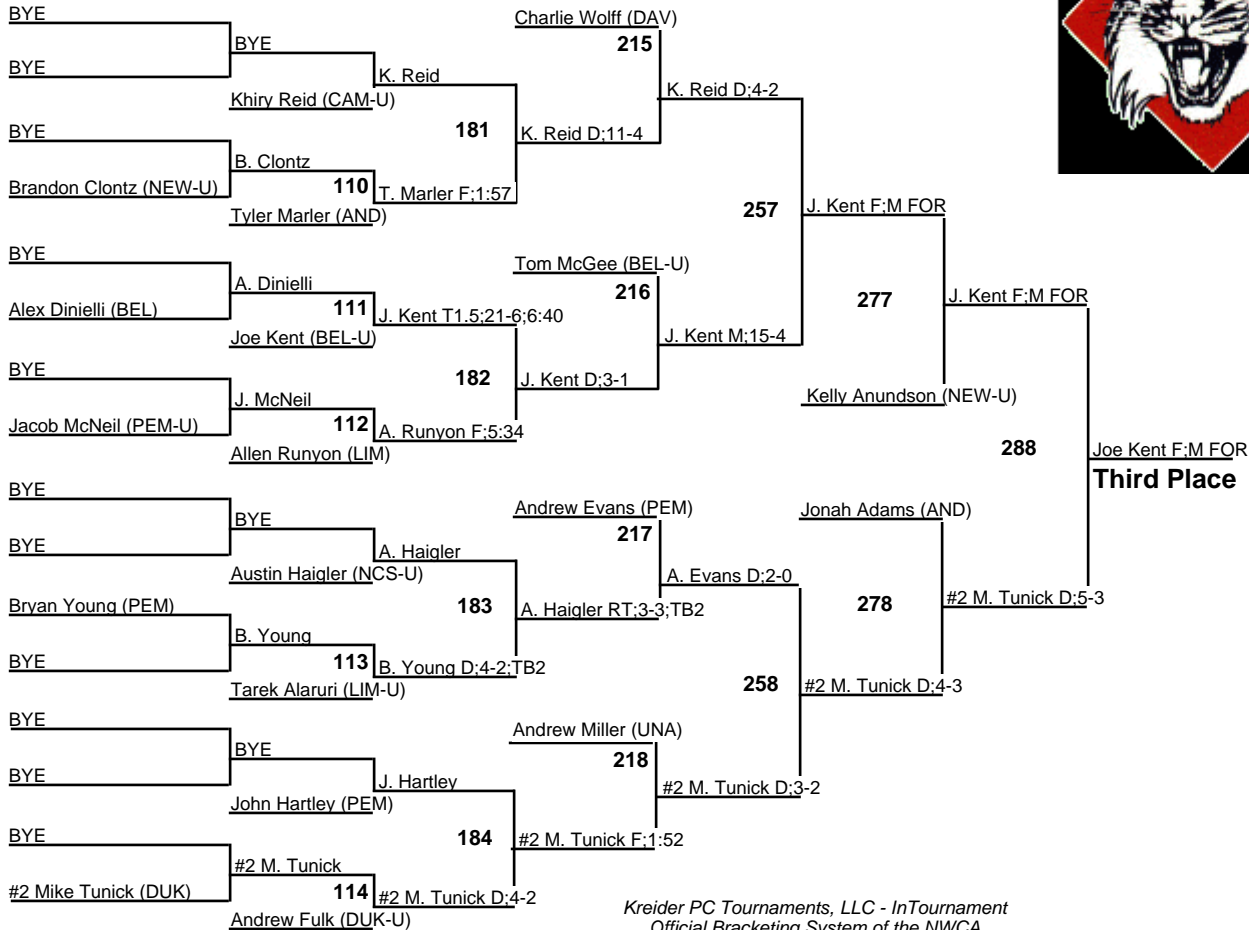 BYE
Charlie Wolff (DAV)
215
BYE
BYE
K. Reid
K. Reid D;4-2
Khiry Reid (CAM-U)
181
BYE
K. Reid D;11-4
B. Clontz
Brandon Clontz (NEW-U)
110
T. Marler F;1:57
Tyler Marler (AND)
257
J. Kent F;M FOR
BYE
Tom McGee (BEL-U)
A. Dinielli
216
277
J. Kent F;M FOR
Alex Dinielli (BEL)
111
J. Kent T1.5;21-6;6:40
Joe Kent (BEL-U)
J. Kent M;15-4
BYE
182
J. Kent D;3-1
Kelly Anundson (NEW-U)
J. McNeil
Jacob McNeil (PEM-U)
112
A. Runyon F;5:34
Allen Runyon (LIM)
288
Joe Kent F;M FOR
Third Place
BYE
Andrew Evans (PEM)
Jonah Adams (AND)
BYE
217
BYE
A. Haigler
Austin Haigler (NCS-U)
A. Evans D;2-0
Bryan Young (PEM)
183
A. Haigler RT;3-3;TB2
278
#2 M. Tunick D;5-3
B. Young
BYE
113
B. Young D;4-2;TB2
Tarek Alaruri (LIM-U)
258
#2 M. Tunick D;4-3
BYE
Andrew Miller (UNA)
BYE
218
BYE
J. Hartley
#2 M. Tunick D;3-2
John Hartley (PEM)
BYE
184
#2 M. Tunick F;1:52
#2 M. Tunick
#2 Mike Tunick (DUK)
114
#2 M. Tunick D;4-2
Andrew Fulk (DUK-U)
Kreider PC Tournaments, LLC - InTournament
Official Bracketing System of the NWCA